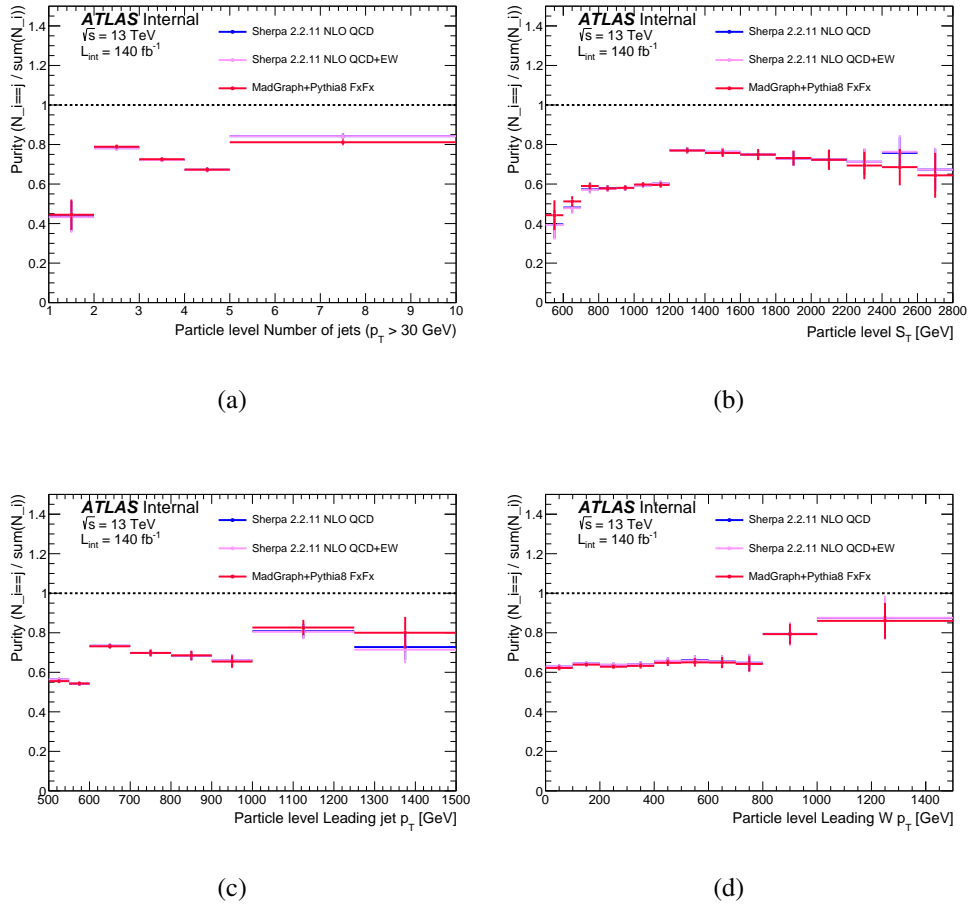 Purity (N_i==j / sum(N_i))
ATLAS Internal
√s = 13 TeV
L_int = 140 fb⁻¹
Sherpa 2.2.11 NLO QCD
Sherpa 2.2.11 NLO QCD+EW
MadGraph+Pythia8 FxFx
1.4
1.2
1
0.8
0.6
0.4
0.2
0
1 2 3 4 5 6 7 8 9 10
Particle level Number of jets (p_T > 30 GeV)
(a)
Purity (N_i==j / sum(N_i))
ATLAS Internal
√s = 13 TeV
L_int = 140 fb⁻¹
Sherpa 2.2.11 NLO QCD
Sherpa 2.2.11 NLO QCD+EW
MadGraph+Pythia8 FxFx
1.4
1.2
1
0.8
0.6
0.4
0.2
0
600 800 1000 1200 1400 1600 1800 2000 2200 2400 2600 2800
Particle level S_T [GeV]
(b)
Purity (N_i==j / sum(N_i))
ATLAS Internal
√s = 13 TeV
L_int = 140 fb⁻¹
Sherpa 2.2.11 NLO QCD
Sherpa 2.2.11 NLO QCD+EW
MadGraph+Pythia8 FxFx
1.4
1.2
1
0.8
0.6
0.4
0.2
0
500 600 700 800 900 1000 1100 1200 1300 1400 1500
Particle level Leading jet p_T [GeV]
(c)
Purity (N_i==j / sum(N_i))
ATLAS Internal
√s = 13 TeV
L_int = 140 fb⁻¹
Sherpa 2.2.11 NLO QCD
Sherpa 2.2.11 NLO QCD+EW
MadGraph+Pythia8 FxFx
1.4
1.2
1
0.8
0.6
0.4
0.2
0
0 200 400 600 800 1000 1200 1400
Particle level Leading W p_T [GeV]
(d)